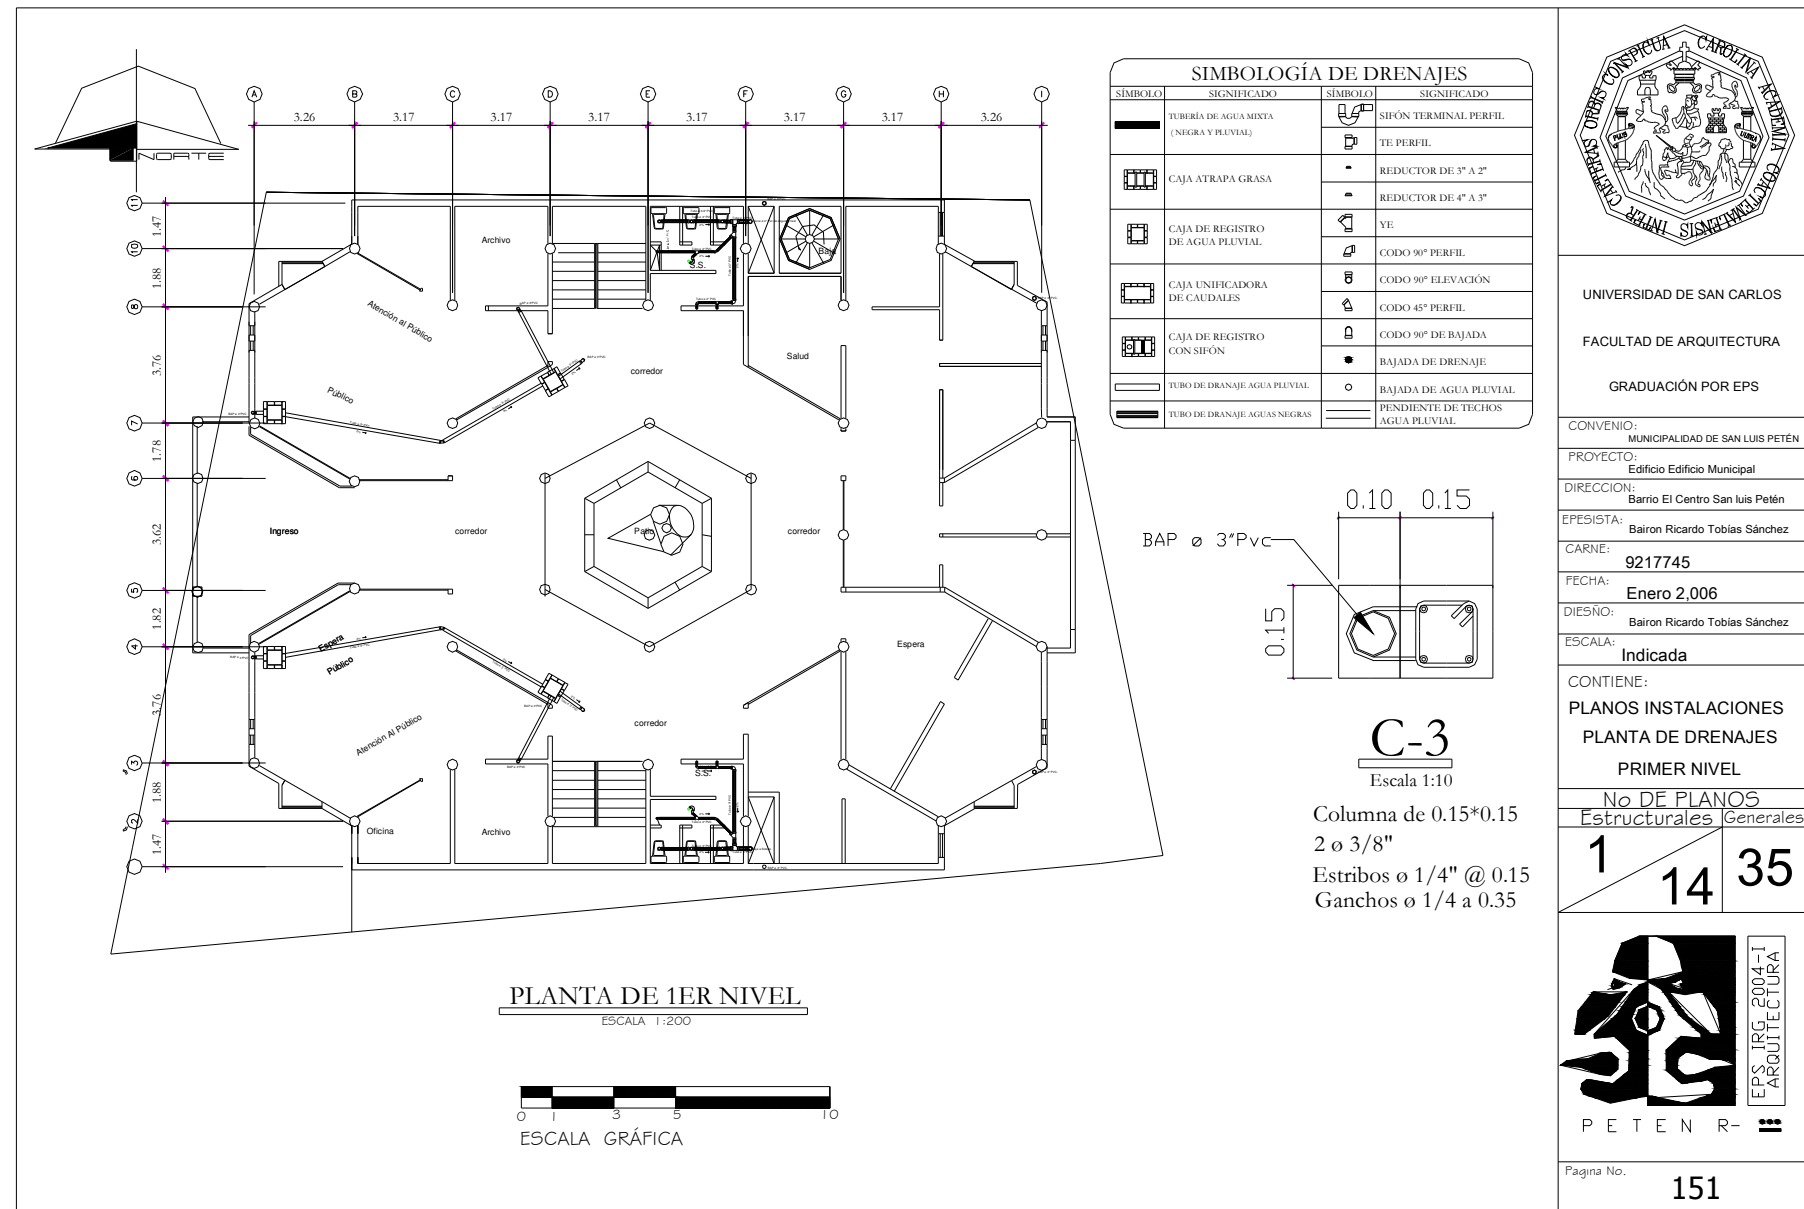 NORTE
A
B
C
D
E
F
G
H
I
3.26
3.17
3.17
3.17
3.17
3.17
3.17
3.26
11
10
8
7
6
5
4
3
2
1.47
1.88
3.76
1.78
3.62
1.82
3.76
1.88
1.47
Archivo
S.S.
Baja
Atención al Público
Público
Salud
corredor
Ingreso
corredor
Patio
corredor
Espera
Público
Espera
corredor
Atención Al Público
S.S.
Oficina
Archivo
PLANTA DE 1ER NIVEL
ESCALA 1:200
0 1 3 5 10
ESCALA GRÁFICA
SIMBOLOGÍA DE DRENAJES
SÍMBOLO SIGNIFICADO SÍMBOLO SIGNIFICADO
TUBERÍA DE AGUA MIXTA
( NEGRA Y PLUVIAL)
CAJA ATRAPA GRASA
CAJA DE REGISTRO
DE AGUA PLUVIAL
CAJA UNIFICADORA
DE CAUDALES
CAJA DE REGISTRO
CON SIFÓN
TUBO DE DRANAJE AGUA PLUVIAL
TUBO DE DRANAJE AGUAS NEGRAS
SIFÓN TERMINAL PERFIL
TE PERFIL
REDUCTOR DE 3" A 2"
REDUCTOR DE 4" A 3"
YE
CODO 90° PERFIL
CODO 90° ELEVACIÓN
CODO 45° PERFIL
CODO 90° DE BAJADA
BAJADA DE DRENAJE
BAJADA DE AGUA PLUVIAL
PENDIENTE DE TECHOS
AGUA PLUVIAL
0.10 0.15
BAP ø 3"Pvc
0.15
C-3
Escala 1:10
Columna de 0.15*0.15
2 ø 3/8"
Estribos ø 1/4" @ 0.15
Ganchos ø 1/4 a 0.35
CAROLINA ACADEMIA COACTEMALENSIS INTER CAETERAS ORBIS CONSPICUA
PLUS
ULTRA
UNIVERSIDAD DE SAN CARLOS
FACULTAD DE ARQUITECTURA
GRADUACIÓN POR EPS
CONVENIO:
MUNICIPALIDAD DE SAN LUIS PETÉN
PROYECTO:
Edificio Edificio Municipal
DIRECCION:
Barrio El Centro San luis Petén
EPESISTA:
Bairon Ricardo Tobías Sánchez
CARNE:
9217745
FECHA:
Enero 2,006
DIESÑO:
Bairon Ricardo Tobías Sánchez
ESCALA:
Indicada
CONTIENE:
PLANOS INSTALACIONES
PLANTA DE DRENAJES
PRIMER NIVEL
No DE PLANOS
Estructurales Generales
1
14
35
EPS IRG 2004-I
ARQUITECTURA
PETEN R-
Pagina No.
151